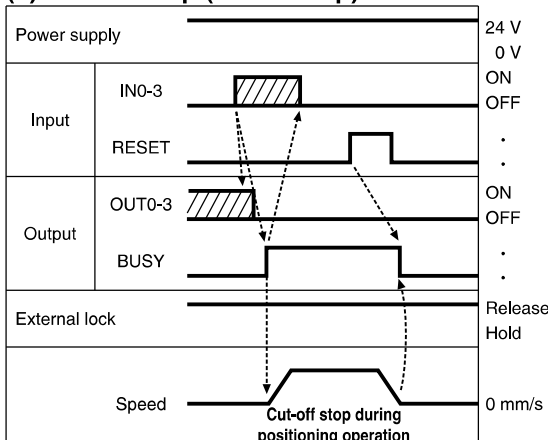 Power supply
24 V
0 V
Input
IN0-3
ON
OFF
RESET
Output
OUT0-3
ON
OFF
BUSY
External lock
Release
Hold
Speed
0 mm/s
Cut-off stop during
positioning operation